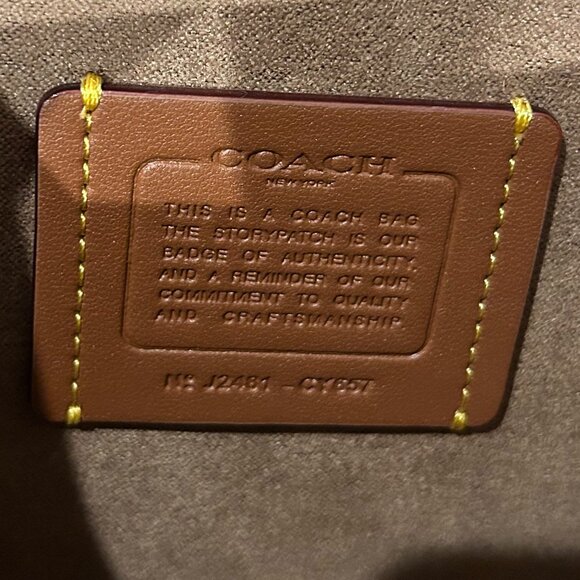 COACH
NEW YORK
THIS IS A COACH BAG
THE STORYPATCH IS OUR
BADGE OF AUTHENTICITY,
AND A REMINDER OF OUR
COMMITMENT TO QUALITY
AND CRAFTSMANSHIP.
Nº J2481 - CY857